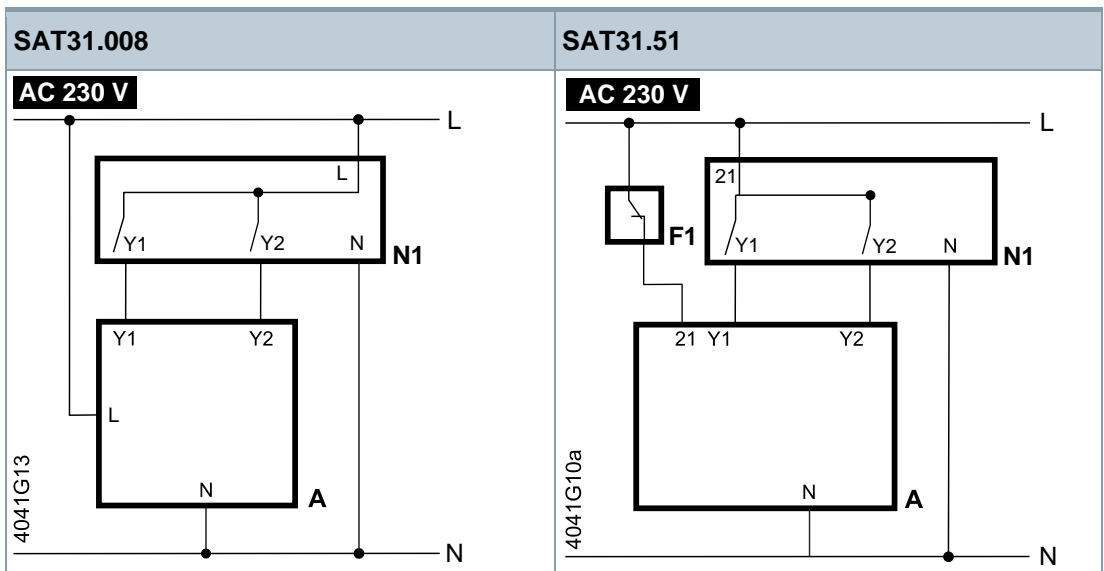 SAT31.008
SAT31.51
AC 230 V
L
L
Y1
Y2
N
N1
Y1
Y2
L
N
A
N
4041G13
AC 230 V
L
F1
21
Y1
Y2
N
N1
21 Y1
Y2
N
A
N
4041G10a